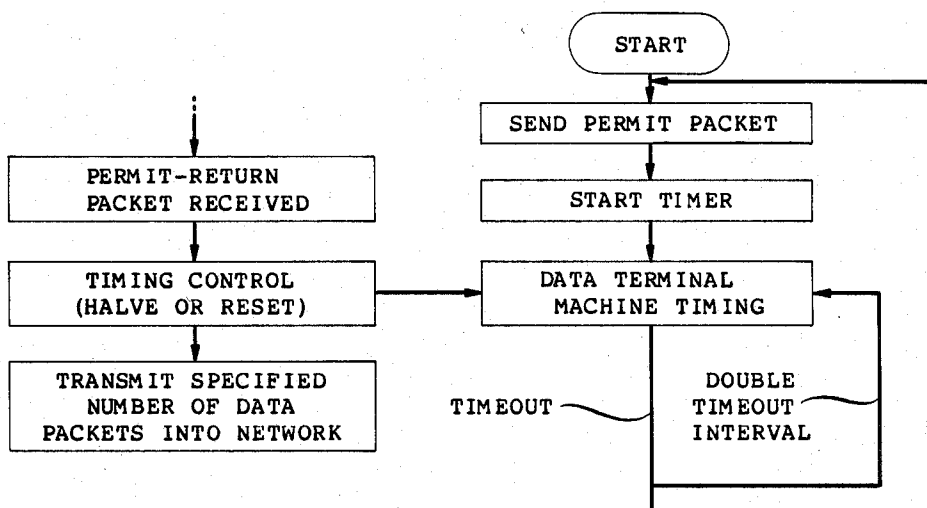 START
SEND PERMIT PACKET
PERMIT-RETURN
PACKET RECEIVED
START TIMER
TIMING CONTROL
(HALVE OR RESET)
DATA TERMINAL
MACHINE TIMING
TRANSMIT SPECIFIED
NUMBER OF DATA
PACKETS INTO NETWORK
TIMEOUT
DOUBLE
TIMEOUT
INTERVAL